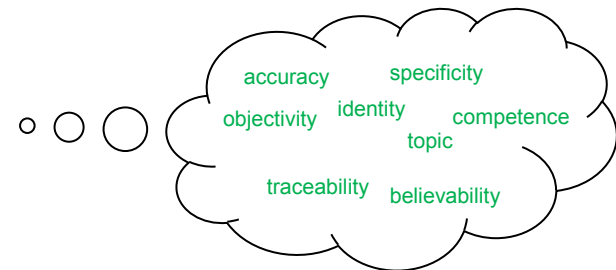 accuracy
specificity
objectivity
identity
competence
topic
traceability
believability